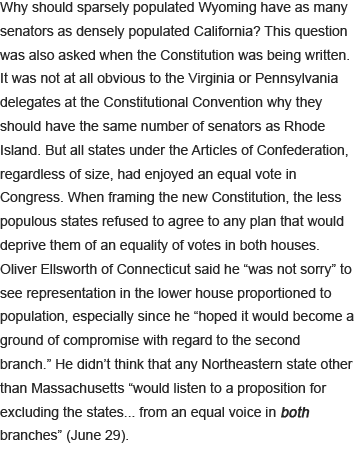 Why should sparsely populated Wyoming have as many
senators as densely populated California? This question
was also asked when the Constitution was being written.
It was not at all obvious to the Virginia or Pennsylvania
delegates at the Constitutional Convention why they
should have the same number of senators as Rhode
Island. But all states under the Articles of Confederation,
regardless of size, had enjoyed an equal vote in
Congress. When framing the new Constitution, the less
populous states refused to agree to any plan that would
deprive them of an equality of votes in both houses.
Oliver Ellsworth of Connecticut said he “was not sorry” to
see representation in the lower house proportioned to
population, especially since he “hoped it would become a
ground of compromise with regard to the second
branch.” He didn’t think that any Northeastern state other
than Massachusetts “would listen to a proposition for
excluding the states... from an equal voice in both
branches” (June 29).